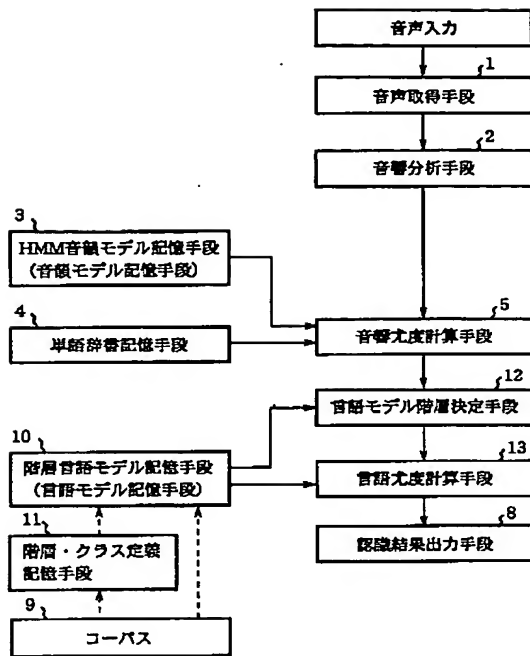 音声入力
1
音声取得手段
2
音響分析手段
3
HMM音韻モデル記憶手段
(音韻モデル記憶手段)
4
単語辞書記憶手段
5
音響尤度計算手段
12
言語モデル階層決定手段
10
階層言語モデル記憶手段
(言語モデル記憶手段)
13
言語尤度計算手段
11
階層・クラス定義
記憶手段
8
認識結果出力手段
9
コーパス